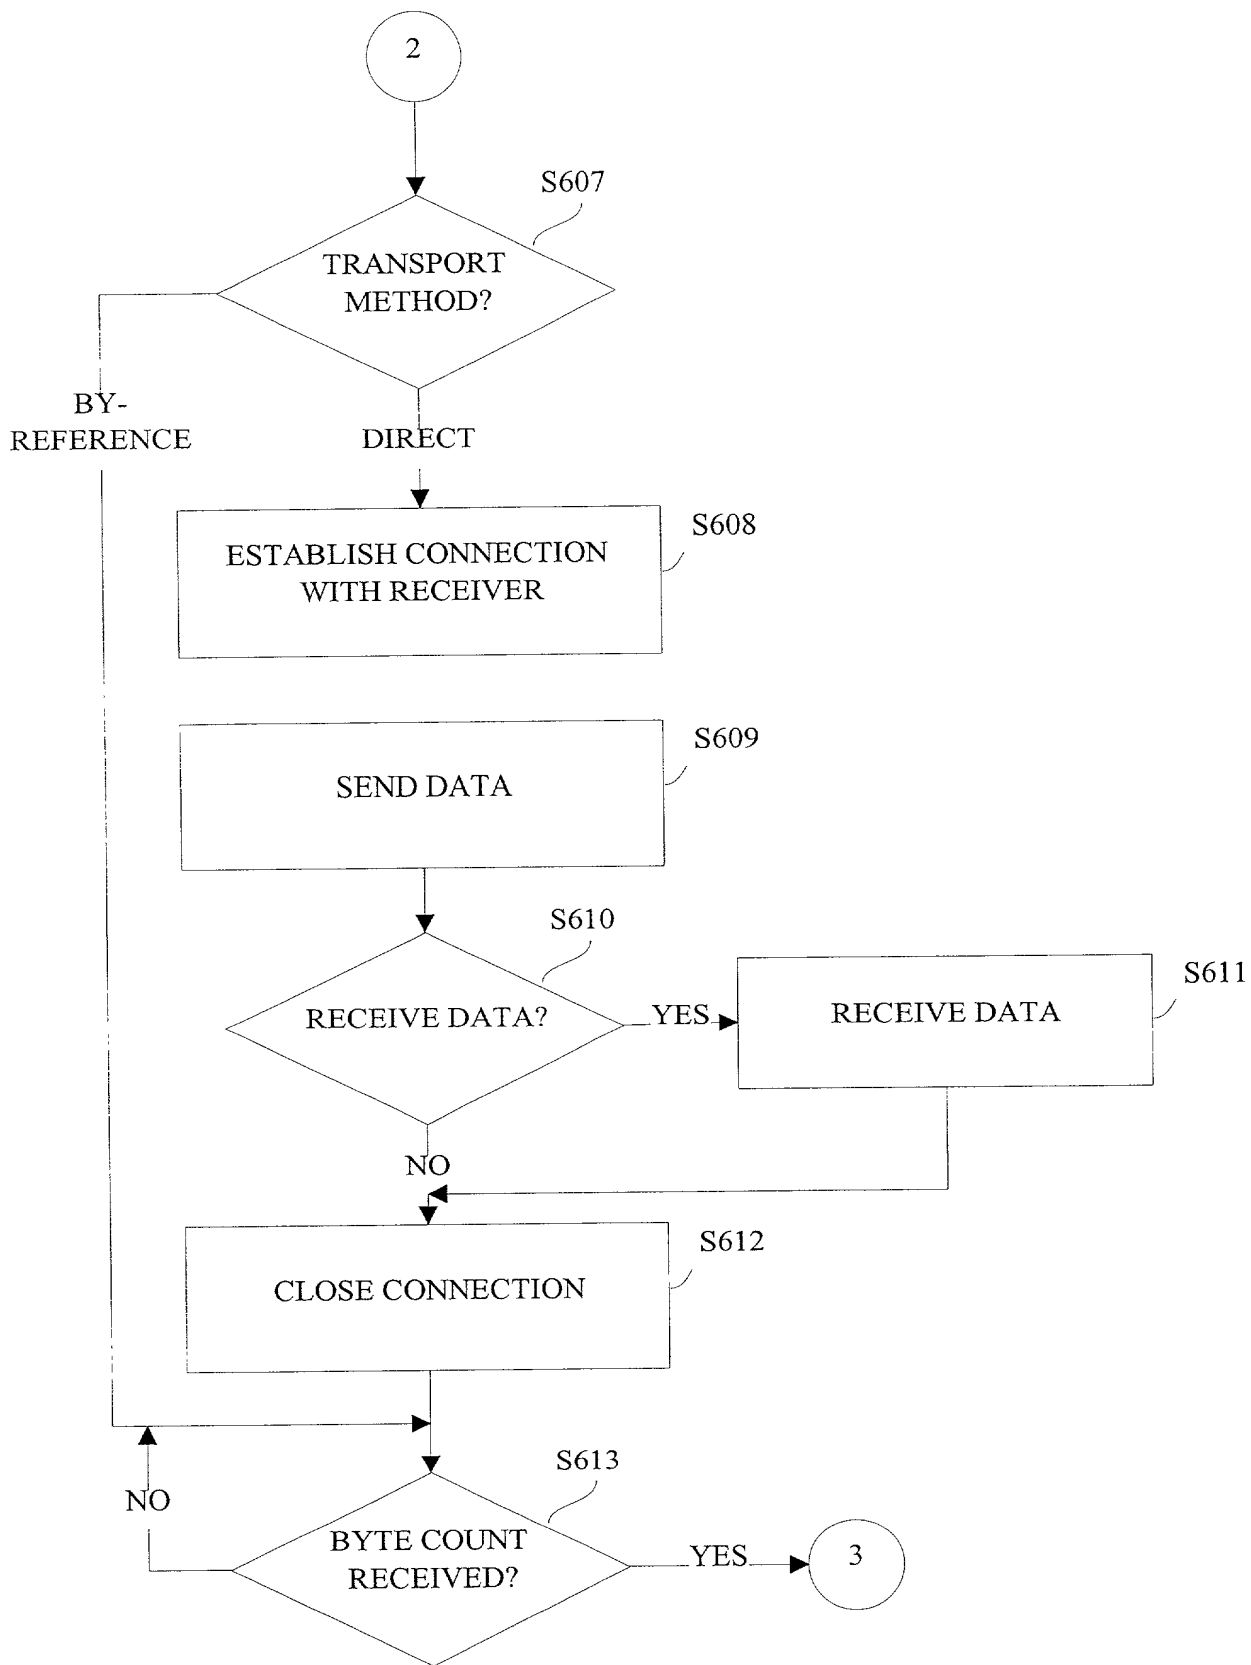 2
S607
TRANSPORT
METHOD?
BY-
REFERENCE
DIRECT
S608
ESTABLISH CONNECTION
WITH RECEIVER
S609
SEND DATA
S610
RECEIVE DATA?
YES
S611
RECEIVE DATA
NO
S612
CLOSE CONNECTION
S613
NO
BYTE COUNT
RECEIVED?
YES
3